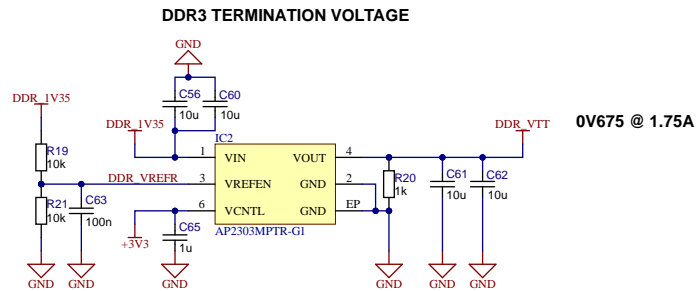 DDR3 TERMINATION VOLTAGE
GND
DDR_1V35
DDR_1V35
C56
10u
C60
10u
IC2
DDR_VTT
0V675 @ 1.75A
1
VIN
VOUT
4
R19
10k
DDR_VREFR
3
VREFEN
GND
2
R20
1k
C61
10u
C62
10u
R21
10k
C63
100n
6
VCNTL
GND
EP
+3V3
C65
1u
AP2303MPTR-G1
GND
GND
GND
GND
GND
GND